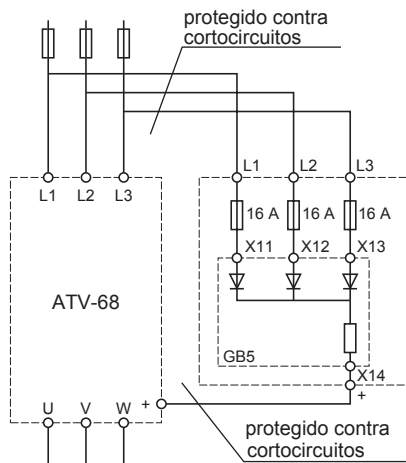 protegido contra
cortocircuitos
L1 L2 L3
L1 L2 L3
16 A 16 A 16 A
X11 X12 X13
ATV-68
GB5
X14
U V W + +
protegido contra
cortocircuitos